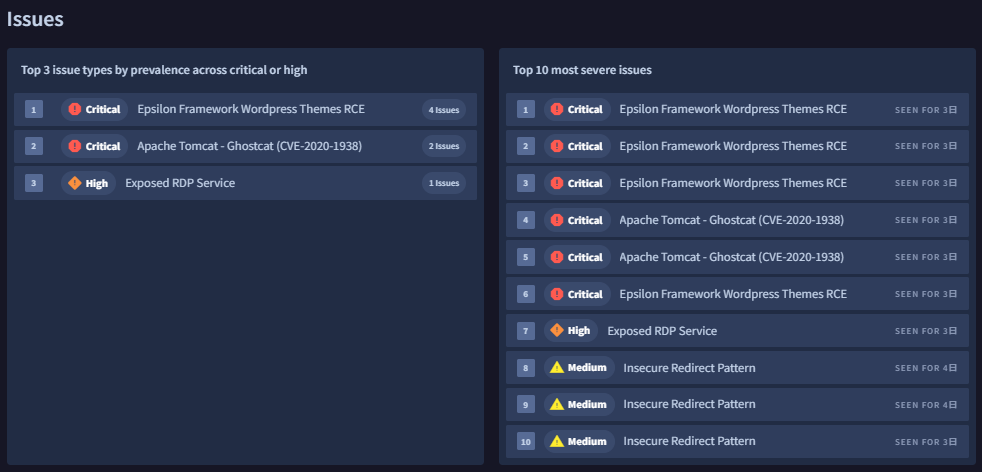 Issues
Top 3 issue types by prevalence across critical or high
1 Critical Epsilon Framework Wordpress Themes RCE 4 Issues
2 Critical Apache Tomcat - Ghostcat (CVE-2020-1938) 2 Issues
3 High Exposed RDP Service 1 Issues
Top 10 most severe issues
1 Critical Epsilon Framework Wordpress Themes RCE SEEN FOR 3日
2 Critical Epsilon Framework Wordpress Themes RCE SEEN FOR 3日
3 Critical Epsilon Framework Wordpress Themes RCE SEEN FOR 3日
4 Critical Apache Tomcat - Ghostcat (CVE-2020-1938) SEEN FOR 3日
5 Critical Apache Tomcat - Ghostcat (CVE-2020-1938) SEEN FOR 3日
6 Critical Epsilon Framework Wordpress Themes RCE SEEN FOR 3日
7 High Exposed RDP Service SEEN FOR 3日
8 Medium Insecure Redirect Pattern SEEN FOR 4日
9 Medium Insecure Redirect Pattern SEEN FOR 4日
10 Medium Insecure Redirect Pattern SEEN FOR 3日